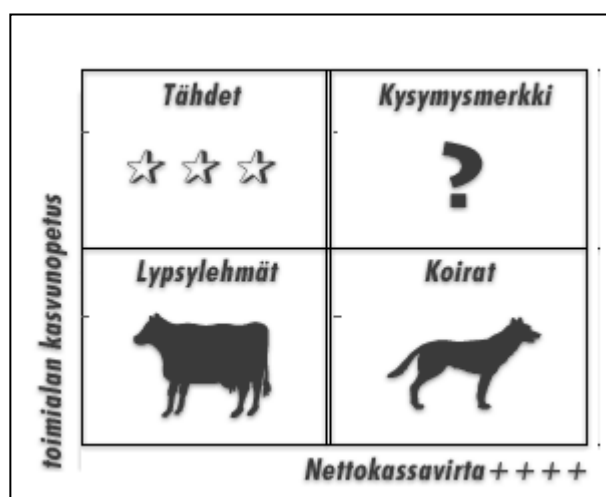 Tähdet
Kysymysmerkki
?
Lypsylehmät
Koirat
toimialan kasvunopetus
Nettokassavirta++++